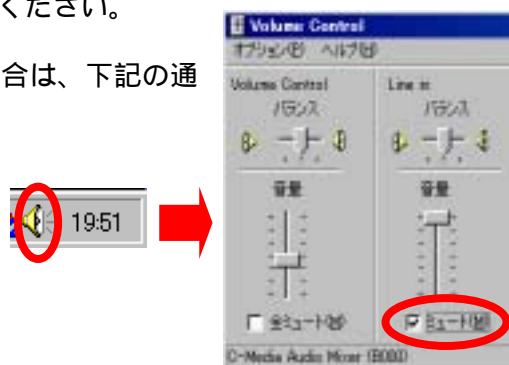 ください。
合は、下記の通
19:51
Volume Control
オプション(P) ヘルプ(H)
Volume Control
バランス
音量
全ミュート(M)
Line in
バランス
音量
ミュート(M)
C-Media Audio Mixer (8000)